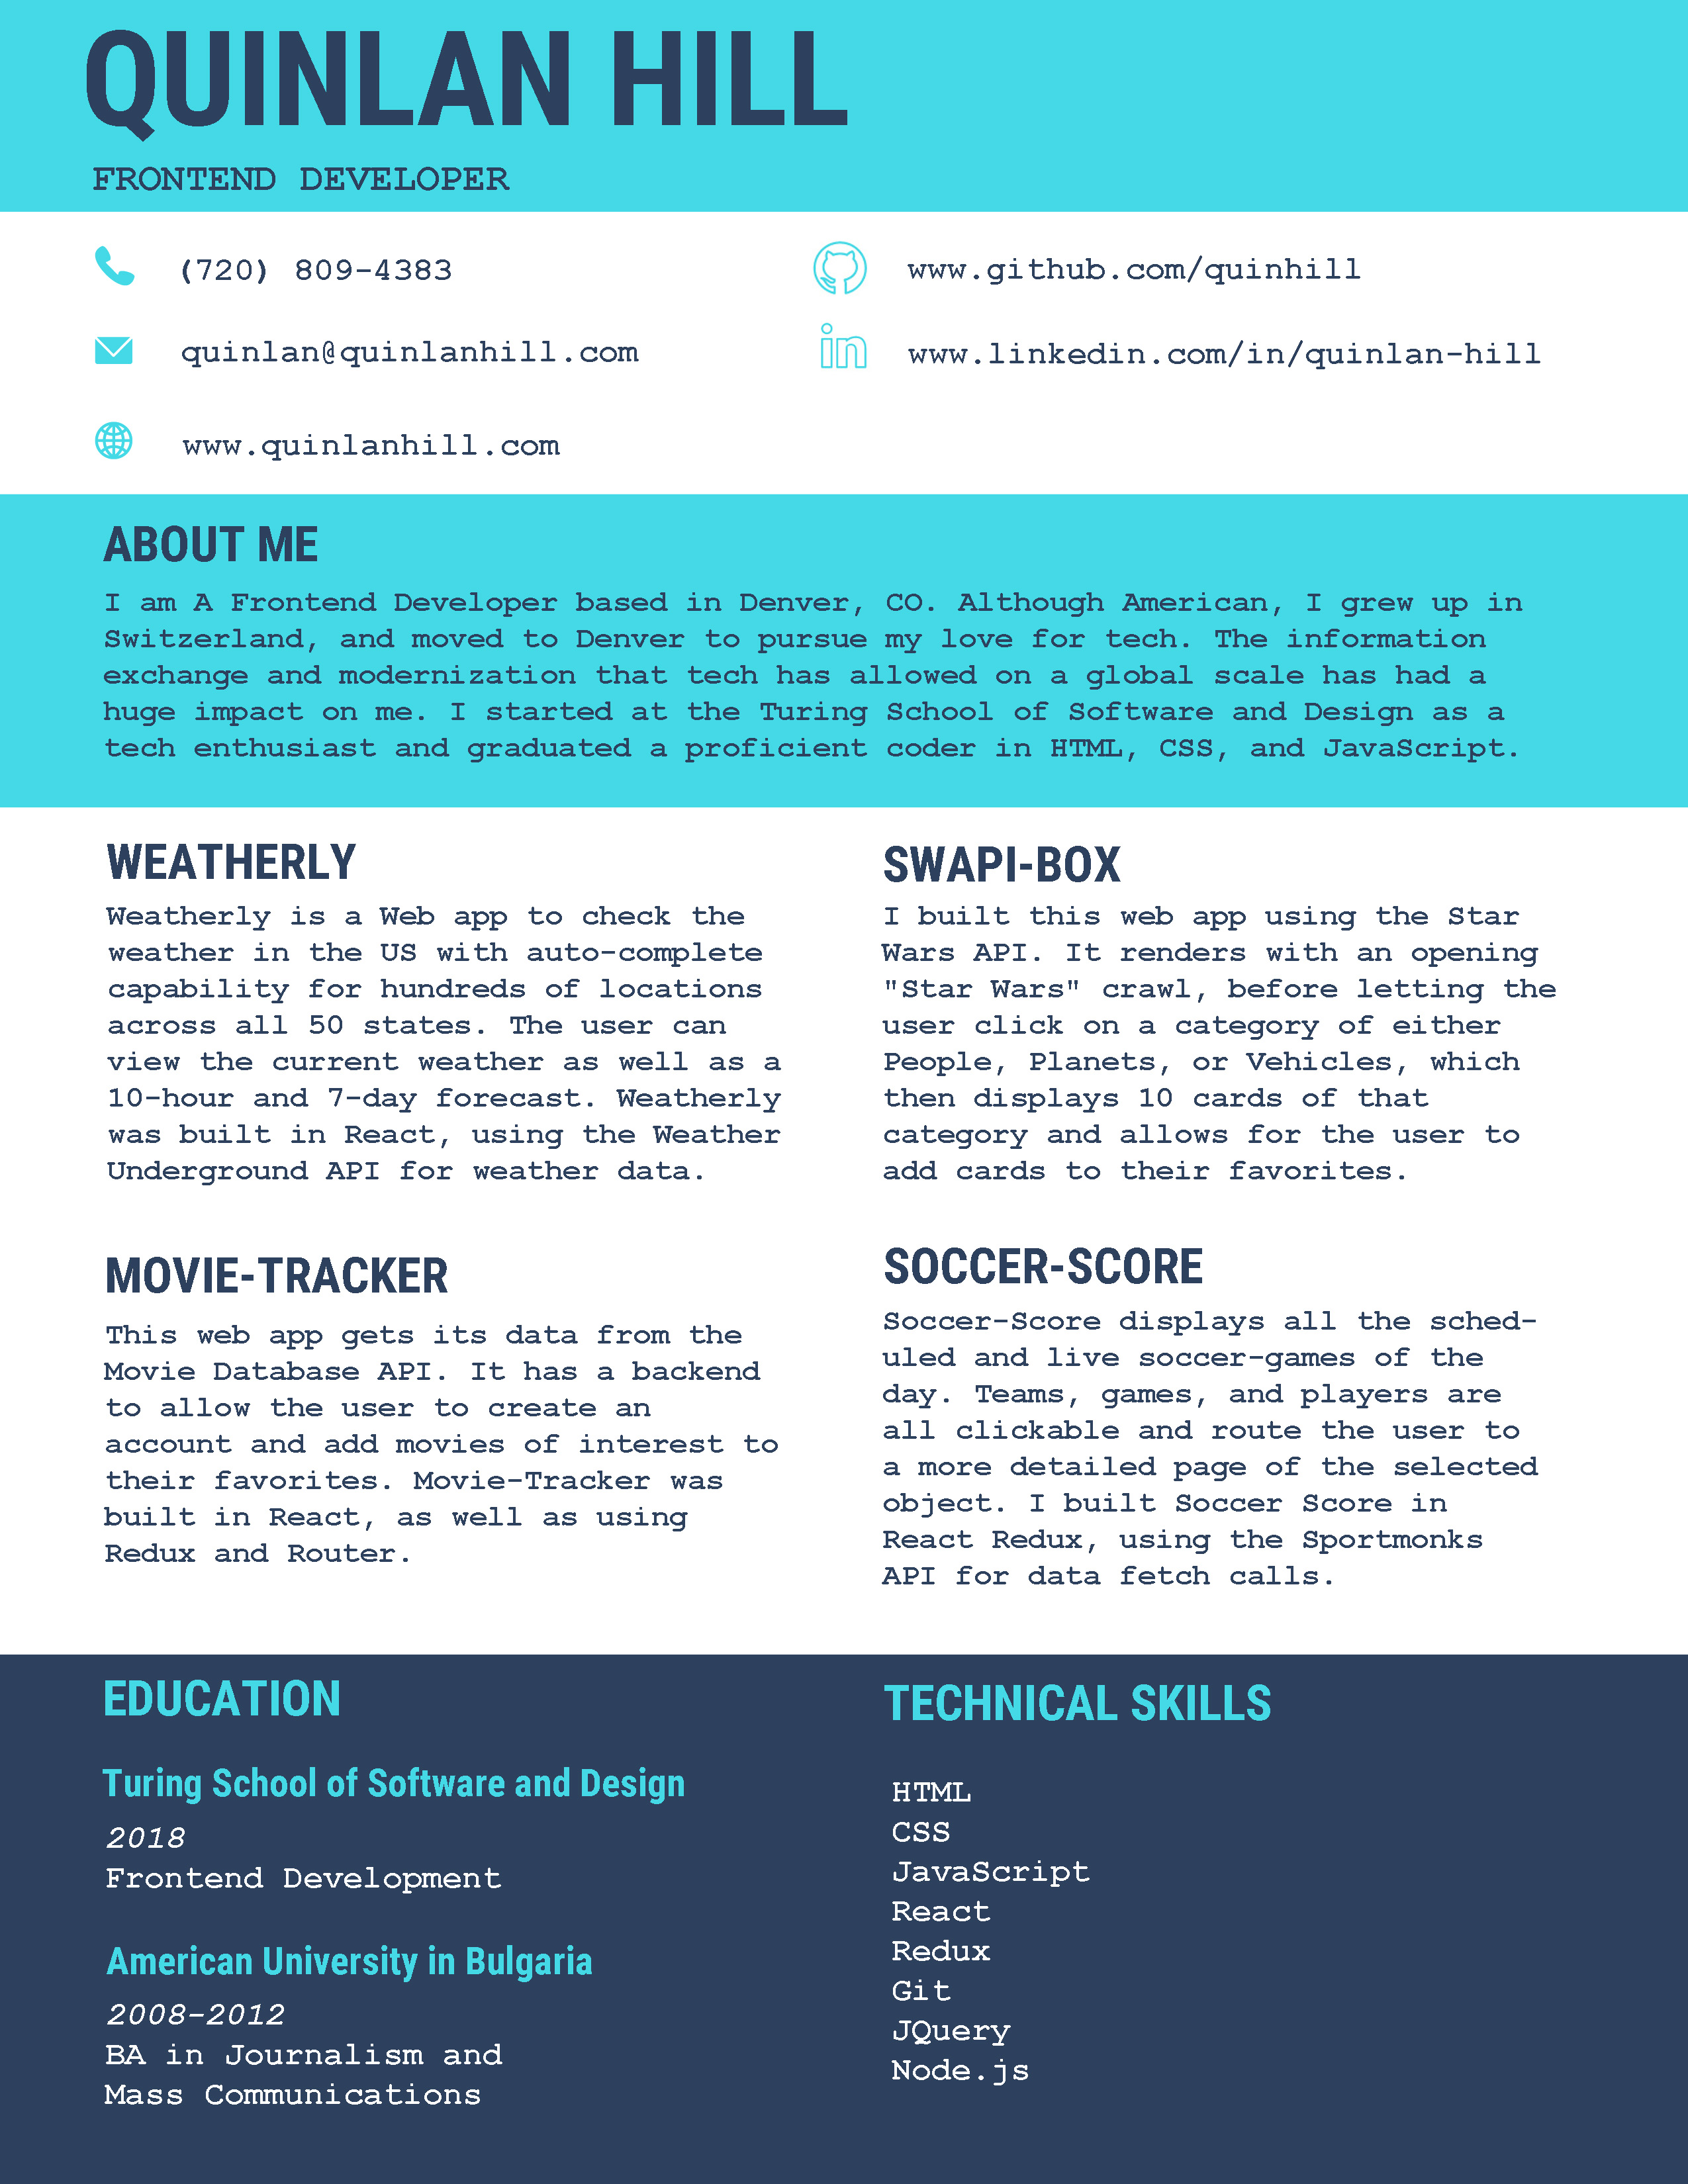 QUINLAN HILL
FRONTEND DEVELOPER
(720) 809-4383
quinlan@quinlanhill.com
www.quinlanhill.com
www.github.com/quinhill
www.linkedin.com/in/quinlan-hill
ABOUT ME
I am A Frontend Developer based in Denver, CO. Although American, I grew up in
Switzerland, and moved to Denver to pursue my love for tech. The information
exchange and modernization that tech has allowed on a global scale has had a
huge impact on me. I started at the Turing School of Software and Design as a
tech enthusiast and graduated a proficient coder in HTML, CSS, and JavaScript.
WEATHERLY
Weatherly is a Web app to check the
weather in the US with auto-complete
capability for hundreds of locations
across all 50 states. The user can
view the current weather as well as a
10-hour and 7-day forecast. Weatherly
was built in React, using the Weather
Underground API for weather data.
SWAPI-BOX
I built this web app using the Star
Wars API. It renders with an opening
"Star Wars" crawl, before letting the
user click on a category of either
People, Planets, or Vehicles, which
then displays 10 cards of that
category and allows for the user to
add cards to their favorites.
MOVIE-TRACKER
This web app gets its data from the
Movie Database API. It has a backend
to allow the user to create an
account and add movies of interest to
their favorites. Movie-Tracker was
built in React, as well as using
Redux and Router.
SOCCER-SCORE
Soccer-Score displays all the sched-
uled and live soccer-games of the
day. Teams, games, and players are
all clickable and route the user to
a more detailed page of the selected
object. I built Soccer Score in
React Redux, using the Sportmonks
API for data fetch calls.
EDUCATION
Turing School of Software and Design
2018
Frontend Development
American University in Bulgaria
2008-2012
BA in Journalism and
Mass Communications
TECHNICAL SKILLS
HTML
CSS
JavaScript
React
Redux
Git
JQuery
Node.js